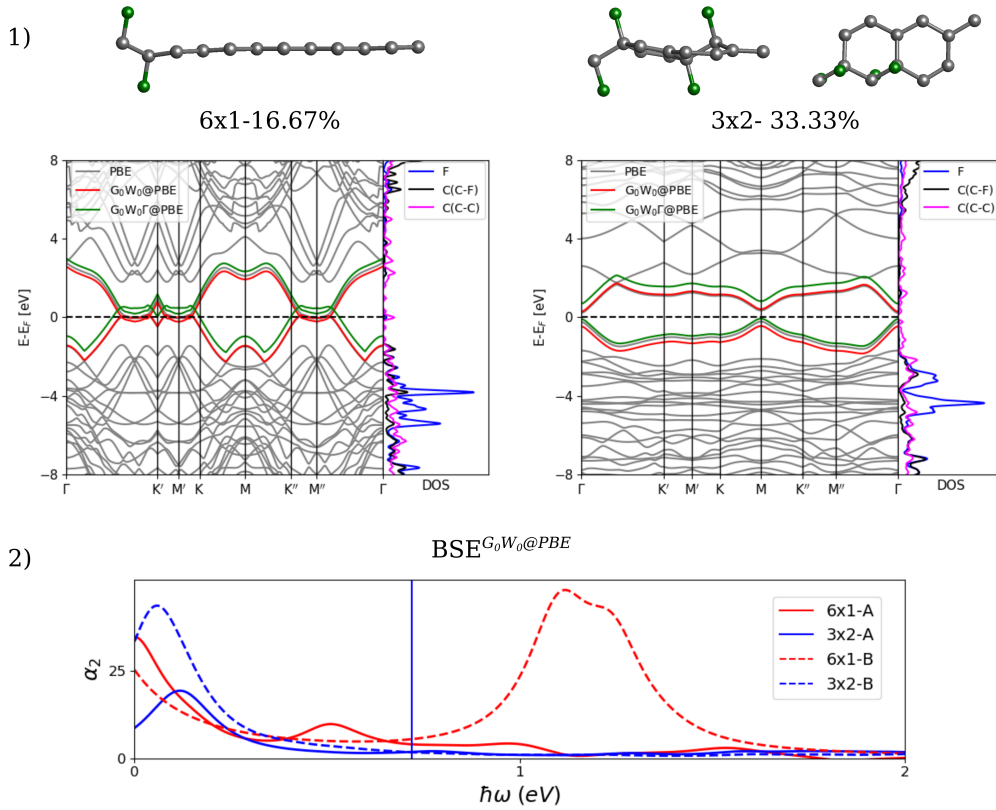 1)
6x1-16.67%
3x2- 33.33%
8
4
0
−4
−8
E-E_F [eV]
PBE
G₀W₀@PBE
G₀W₀Γ@PBE
F
C(C-F)
C(C-C)
Γ K′ M′ K M K″ M″ Γ DOS
8
4
0
−4
−8
E-E_F [eV]
PBE
G₀W₀@PBE
G₀W₀Γ@PBE
F
C(C-F)
C(C-C)
Γ K′ M′ K M K″ M″ Γ DOS
2)
BSE^{G₀W₀@PBE}
α₂
25
0
6x1-A
3x2-A
6x1-B
3x2-B
0 1 2
ℏω (eV)